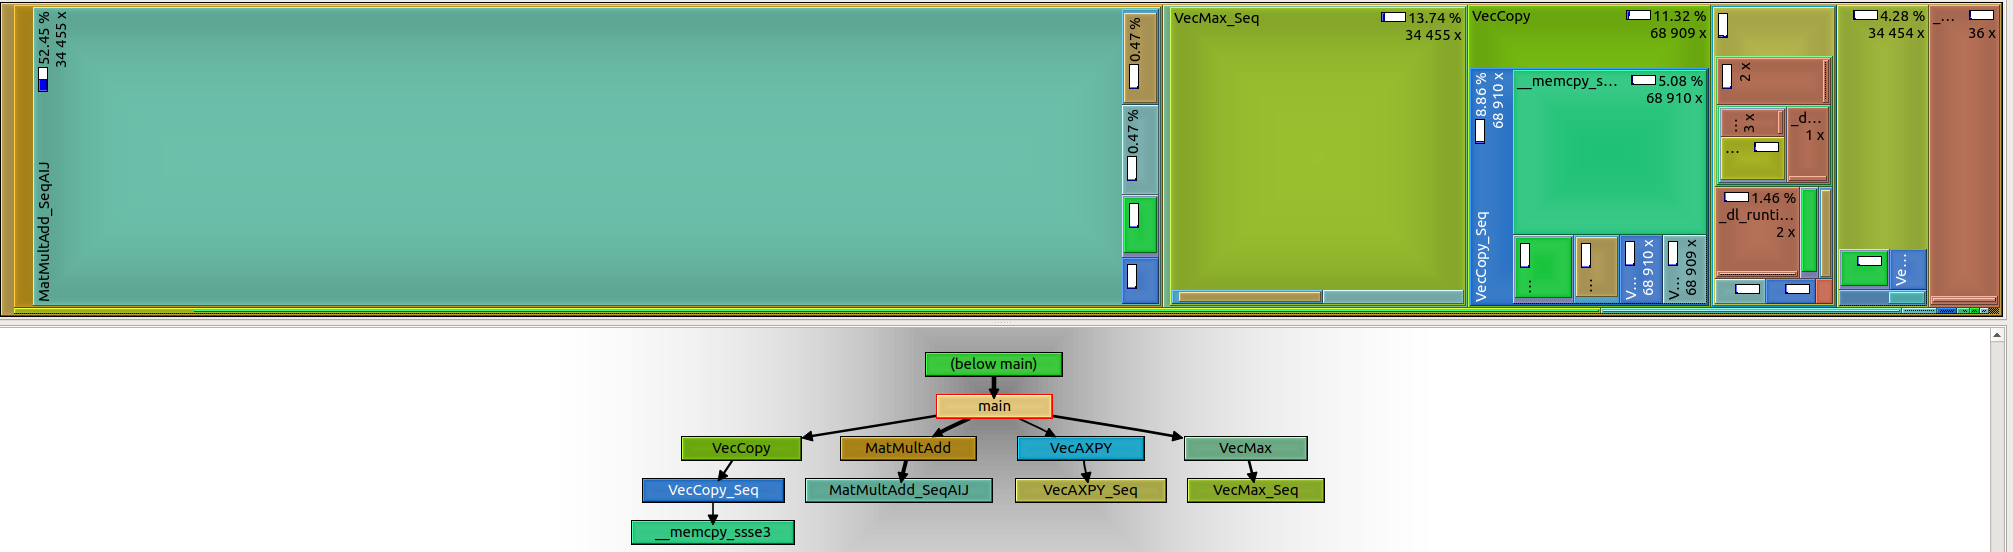 52.45 %
34 455 x
MatMultAdd_SeqAIJ
0.47 %
0.47 %
VecMax_Seq
13.74 %
34 455 x
VecCopy
11.32 %
68 909 x
8.86 %
68 910 x
VecCopy_Seq
__memcpy_s...
5.08 %
68 910 x
...
...
V...
68 910 x
V...
68 909 x
2 x
...
3 x
_d...
1 x
...
1.46 %
_dl_runti...
2 x
4.28 %
34 454 x
Ve...
_...
36 x
(below main)
main
VecCopy
MatMultAdd
VecAXPY
VecMax
VecCopy_Seq
MatMultAdd_SeqAIJ
VecAXPY_Seq
VecMax_Seq
__memcpy_ssse3